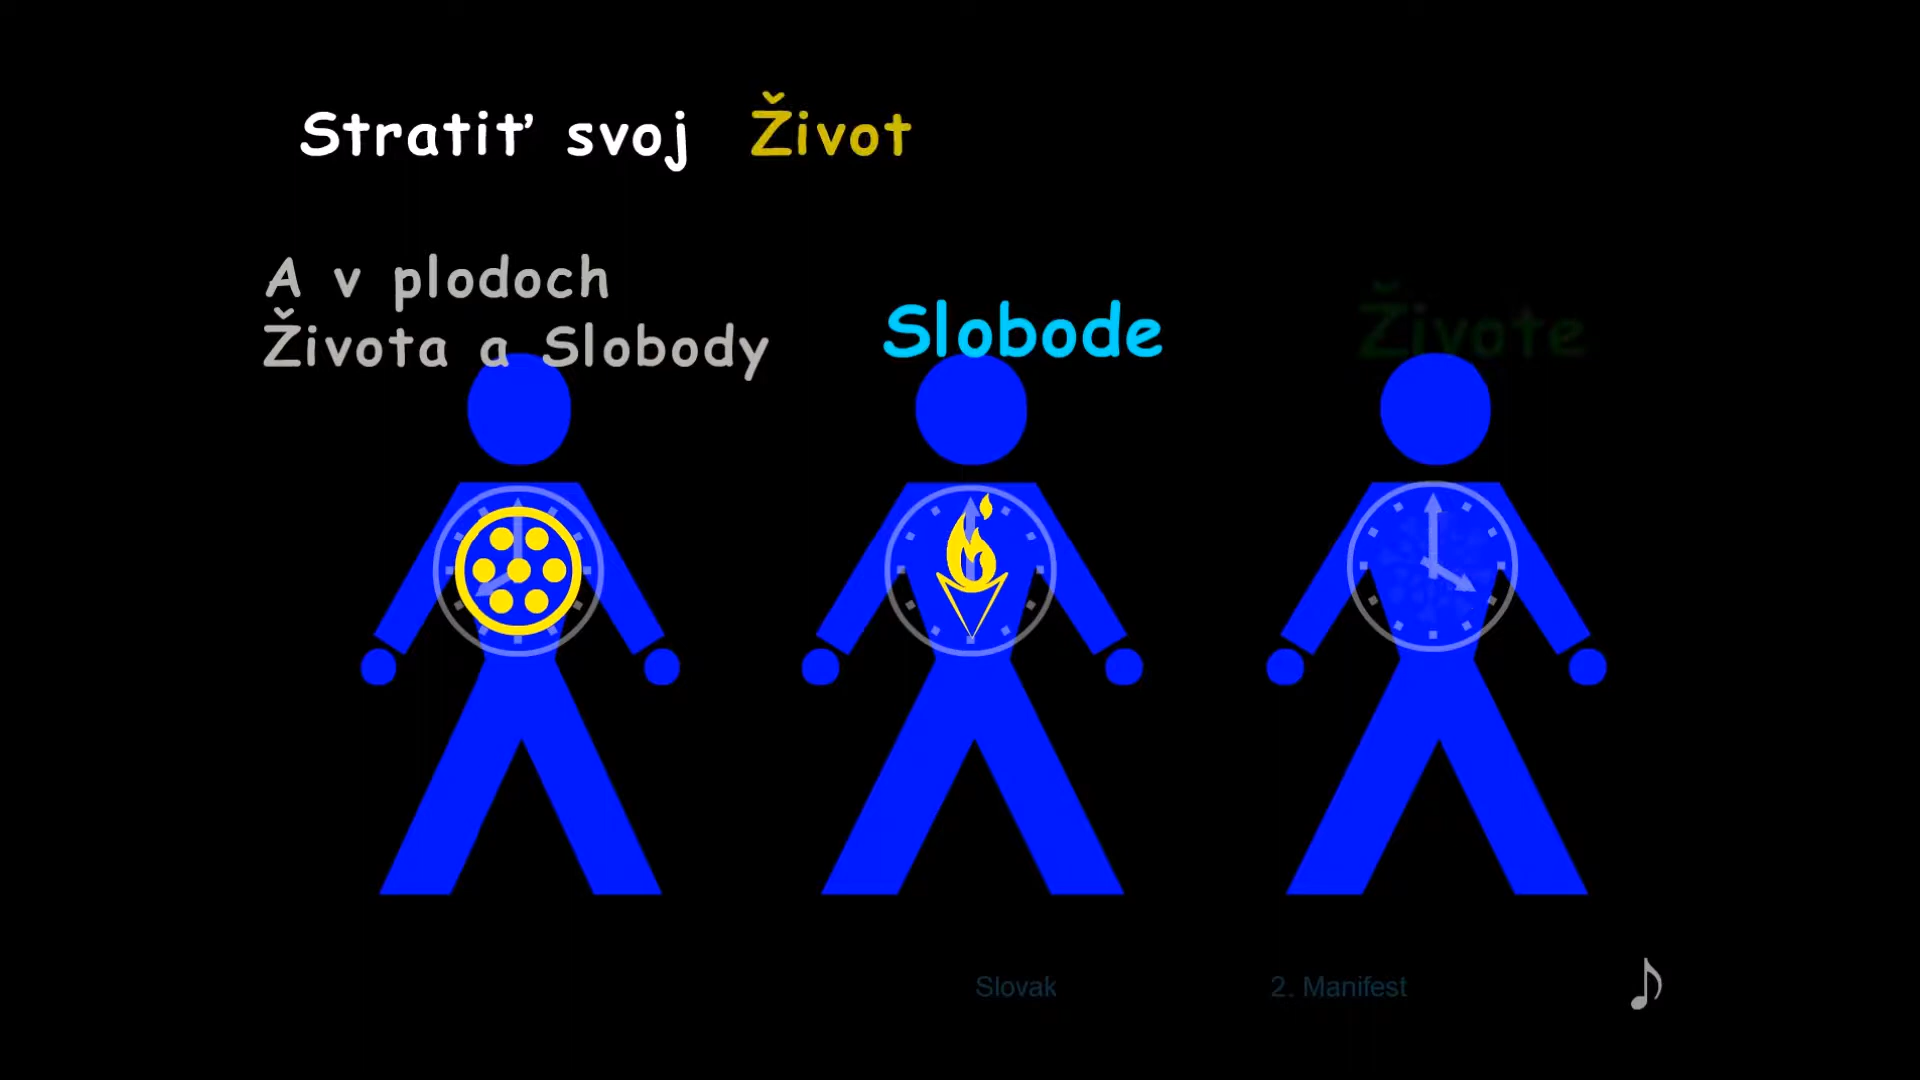 Stratiť svoj Život
A v plodoch
Života a Slobody
Slobode
Živote
Slovak
2. Manifest